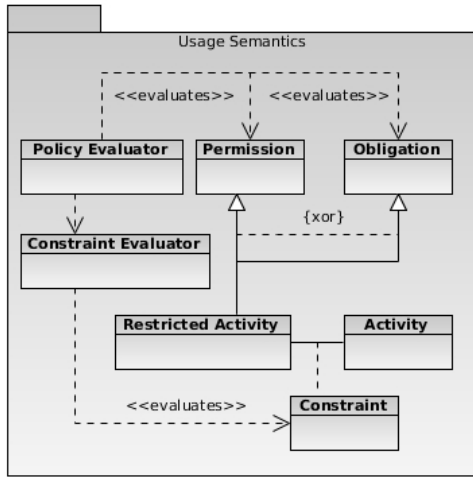 Usage Semantics
<<evaluates>> <<evaluates>>
Policy Evaluator Permission Obligation
{xor}
Constraint Evaluator
Restricted Activity Activity
<<evaluates>> Constraint